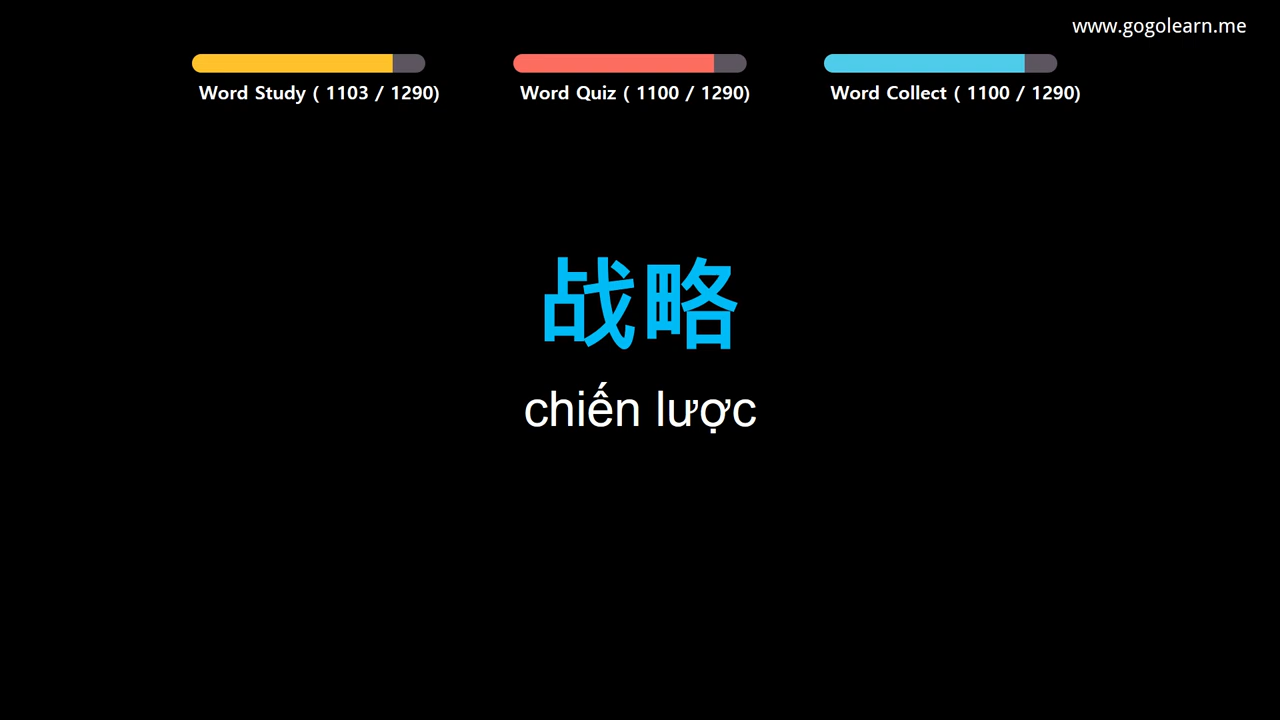 www.gogolearn.me
Word Study ( 1103 / 1290)
Word Quiz ( 1100 / 1290)
Word Collect ( 1100 / 1290)
战略
chiến lược